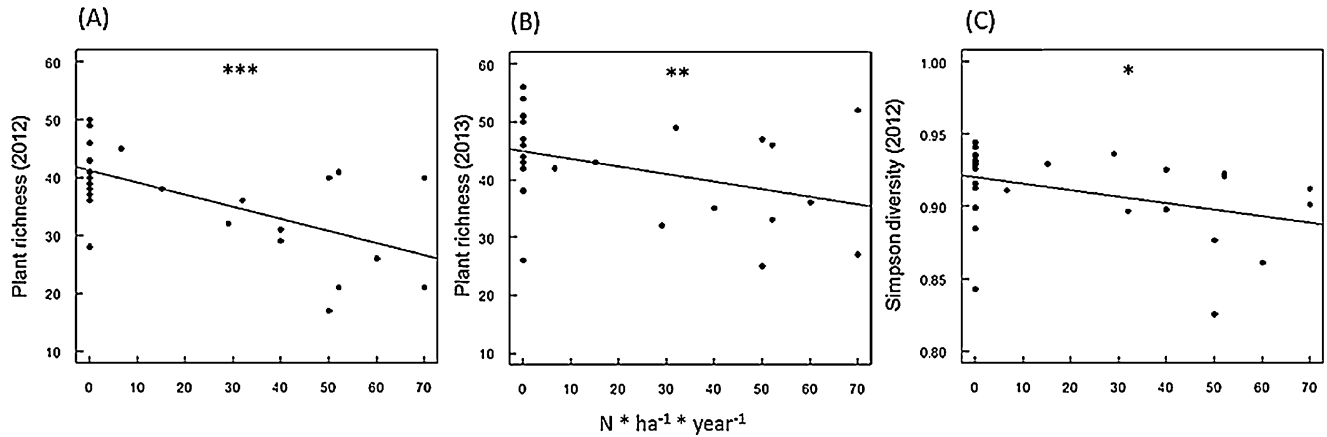 (A)
(B)
(C)
***
**
*
Plant richness (2012)
60
50
40
30
20
10
0 10 20 30 40 50 60 70
Plant richness (2013)
60
50
40
30
20
10
0 10 20 30 40 50 60 70
Simpson diversity (2012)
1.00
0.95
0.90
0.85
0.80
0 10 20 30 40 50 60 70
N * ha⁻¹ * year⁻¹